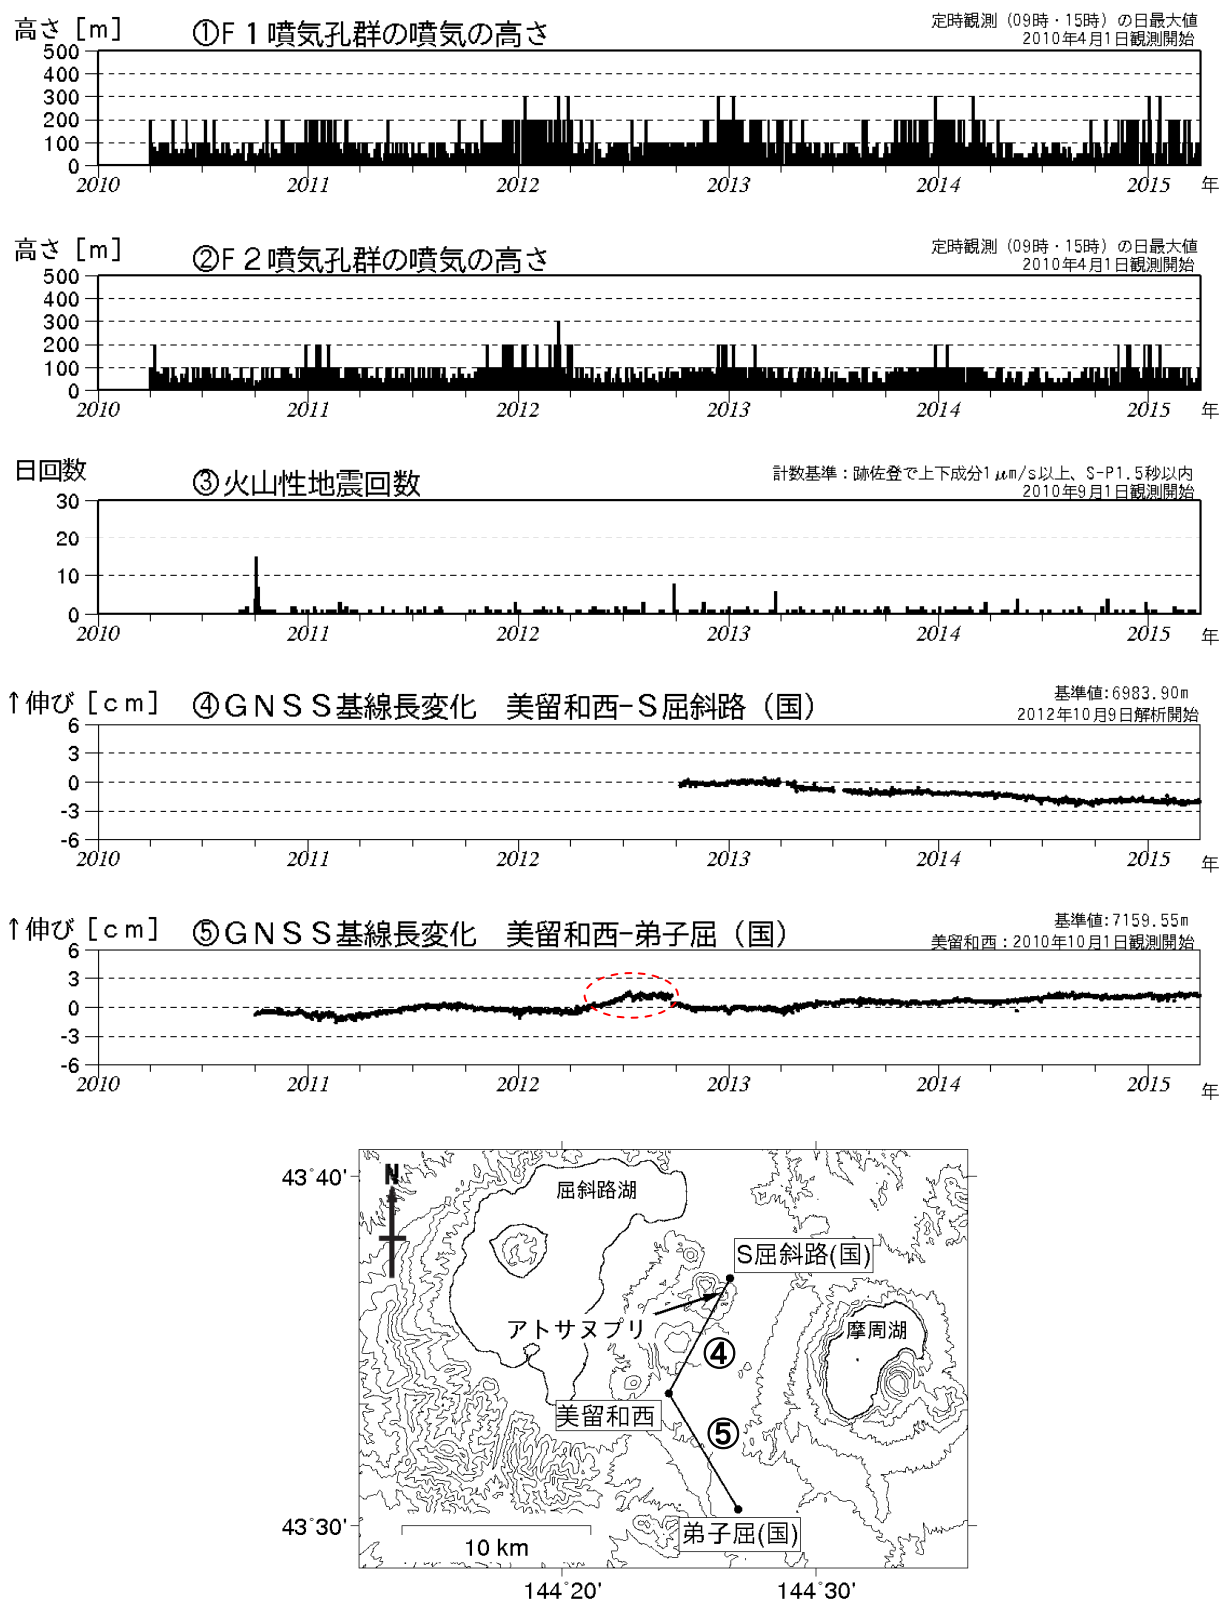 高さ［m］ ①Ｆ１噴気孔群の噴気の高さ 定時観測（09時・15時）の日最大値
2010年4月1日観測開始
500
400
300
200
100
0
2010 2011 2012 2013 2014 2015 年
高さ［m］ ②Ｆ２噴気孔群の噴気の高さ 定時観測（09時・15時）の日最大値
2010年4月1日観測開始
500
400
300
200
100
0
2010 2011 2012 2013 2014 2015 年
日回数 ③火山性地震回数 計数基準：跡佐登で上下成分1μm/s以上、S-P1.5秒以内
2010年9月1日観測開始
30
20
10
0
2010 2011 2012 2013 2014 2015 年
↑伸び［ｃｍ］ ④ＧＮＳＳ基線長変化 美留和西-Ｓ屈斜路（国） 基準値:6983.90m
2012年10月9日解析開始
6
3
0
-3
-6
2010 2011 2012 2013 2014 2015 年
↑伸び［ｃｍ］ ⑤ＧＮＳＳ基線長変化 美留和西-弟子屈（国） 基準値:7159.55m
美留和西：2010年10月1日観測開始
6
3
0
-3
-6
2010 2011 2012 2013 2014 2015 年
43°40'
N
屈斜路湖
S屈斜路(国)
アトサヌプリ
摩周湖
④
美留和西
⑤
43°30'
弟子屈(国)
10 km
144°20' 144°30'